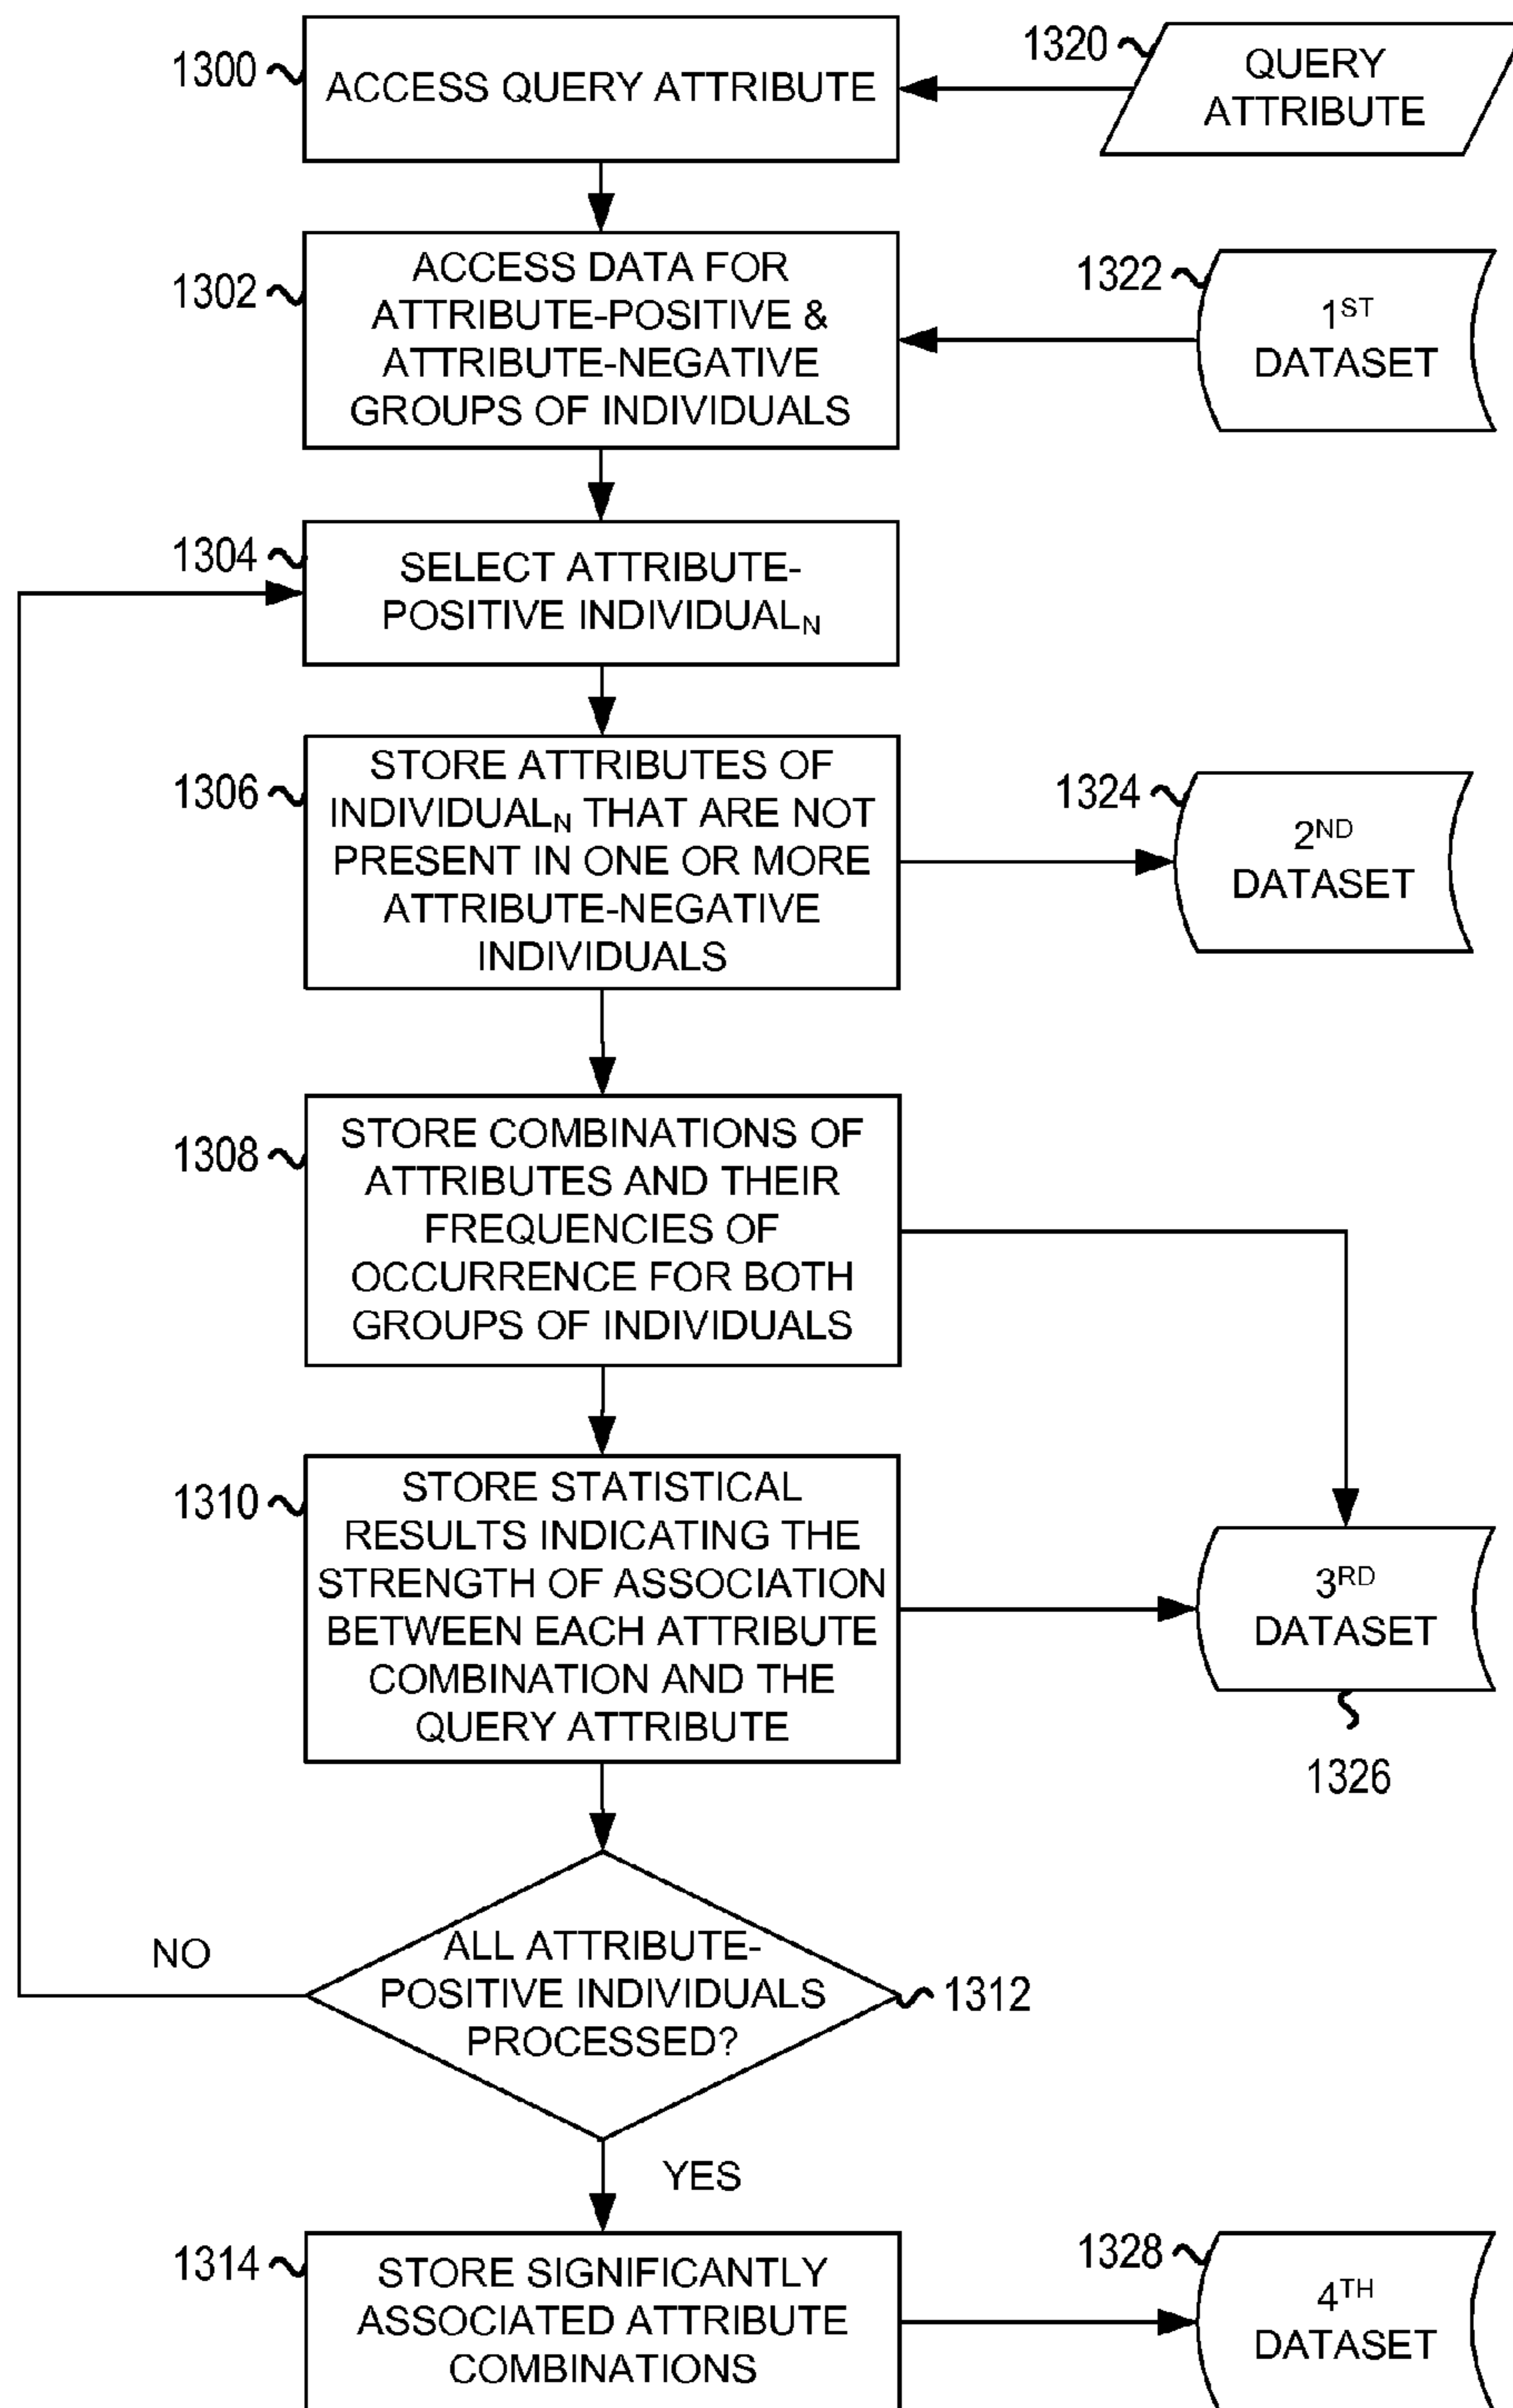 1300
ACCESS QUERY ATTRIBUTE
1320
QUERY
ATTRIBUTE
1302
ACCESS DATA FOR
ATTRIBUTE-POSITIVE &
ATTRIBUTE-NEGATIVE
GROUPS OF INDIVIDUALS
1322
1ST
DATASET
1304
SELECT ATTRIBUTE-
POSITIVE INDIVIDUALN
1306
STORE ATTRIBUTES OF
INDIVIDUALN THAT ARE NOT
PRESENT IN ONE OR MORE
ATTRIBUTE-NEGATIVE
INDIVIDUALS
1324
2ND
DATASET
1308
STORE COMBINATIONS OF
ATTRIBUTES AND THEIR
FREQUENCIES OF
OCCURRENCE FOR BOTH
GROUPS OF INDIVIDUALS
1310
STORE STATISTICAL
RESULTS INDICATING THE
STRENGTH OF ASSOCIATION
BETWEEN EACH ATTRIBUTE
COMBINATION AND THE
QUERY ATTRIBUTE
3RD
DATASET
1326
NO
ALL ATTRIBUTE-
POSITIVE INDIVIDUALS
PROCESSED?
1312
YES
1314
STORE SIGNIFICANTLY
ASSOCIATED ATTRIBUTE
COMBINATIONS
1328
4TH
DATASET